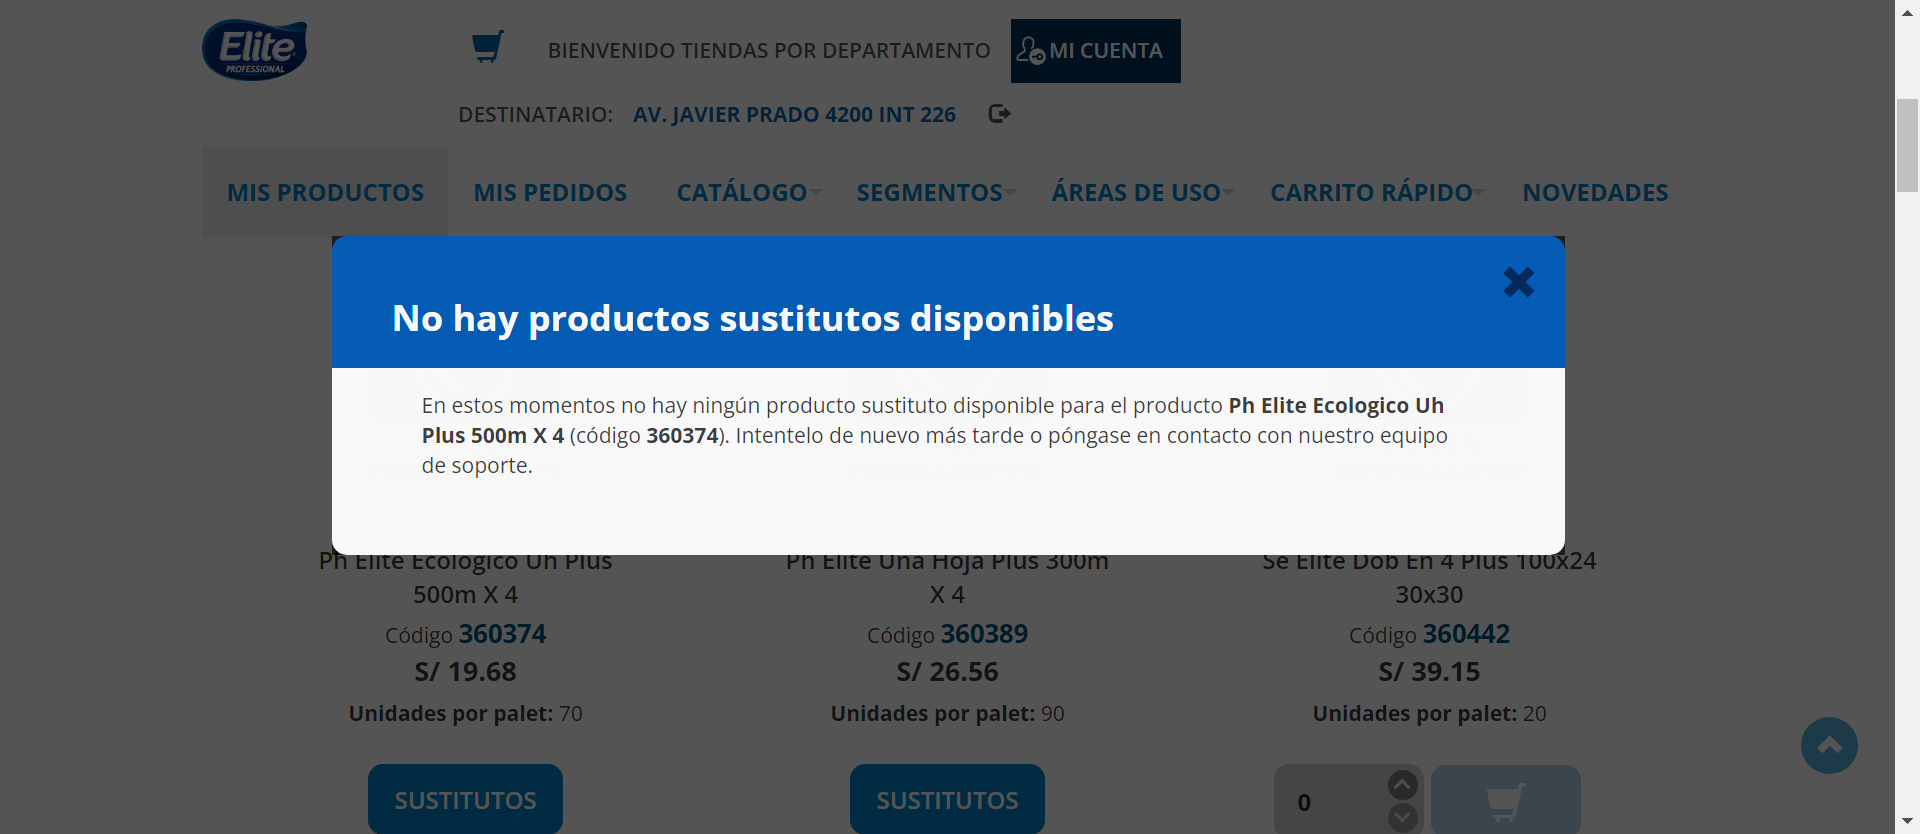 Elite
PROFESSIONAL
BIENVENIDO TIENDAS POR DEPARTAMENTO
MI CUENTA
DESTINATARIO: AV. JAVIER PRADO 4200 INT 226
MIS PRODUCTOS MIS PEDIDOS CATÁLOGO SEGMENTOS ÁREAS DE USO CARRITO RÁPIDO NOVEDADES
No hay productos sustitutos disponibles
En estos momentos no hay ningún producto sustituto disponible para el producto Ph Elite Ecologico Uh
Plus 500m X 4 (código 360374). Intentelo de nuevo más tarde o póngase en contacto con nuestro equipo
de soporte.
Ph Elite Ecologico Uh Plus
500m X 4
Código 360374
S/ 19.68
Unidades por palet: 70
SUSTITUTOS
Ph Elite Una Hoja Plus 300m
X 4
Código 360389
S/ 26.56
Unidades por palet: 90
SUSTITUTOS
Se Elite Dob En 4 Plus 100x24
30x30
Código 360442
S/ 39.15
Unidades por palet: 20
0